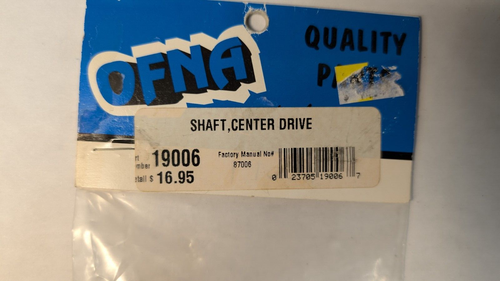 OFNA
QUALITY
SHAFT,CENTER DRIVE
19006
Factory Manual No#
87006
$ 16.95
0 23705 19006 7